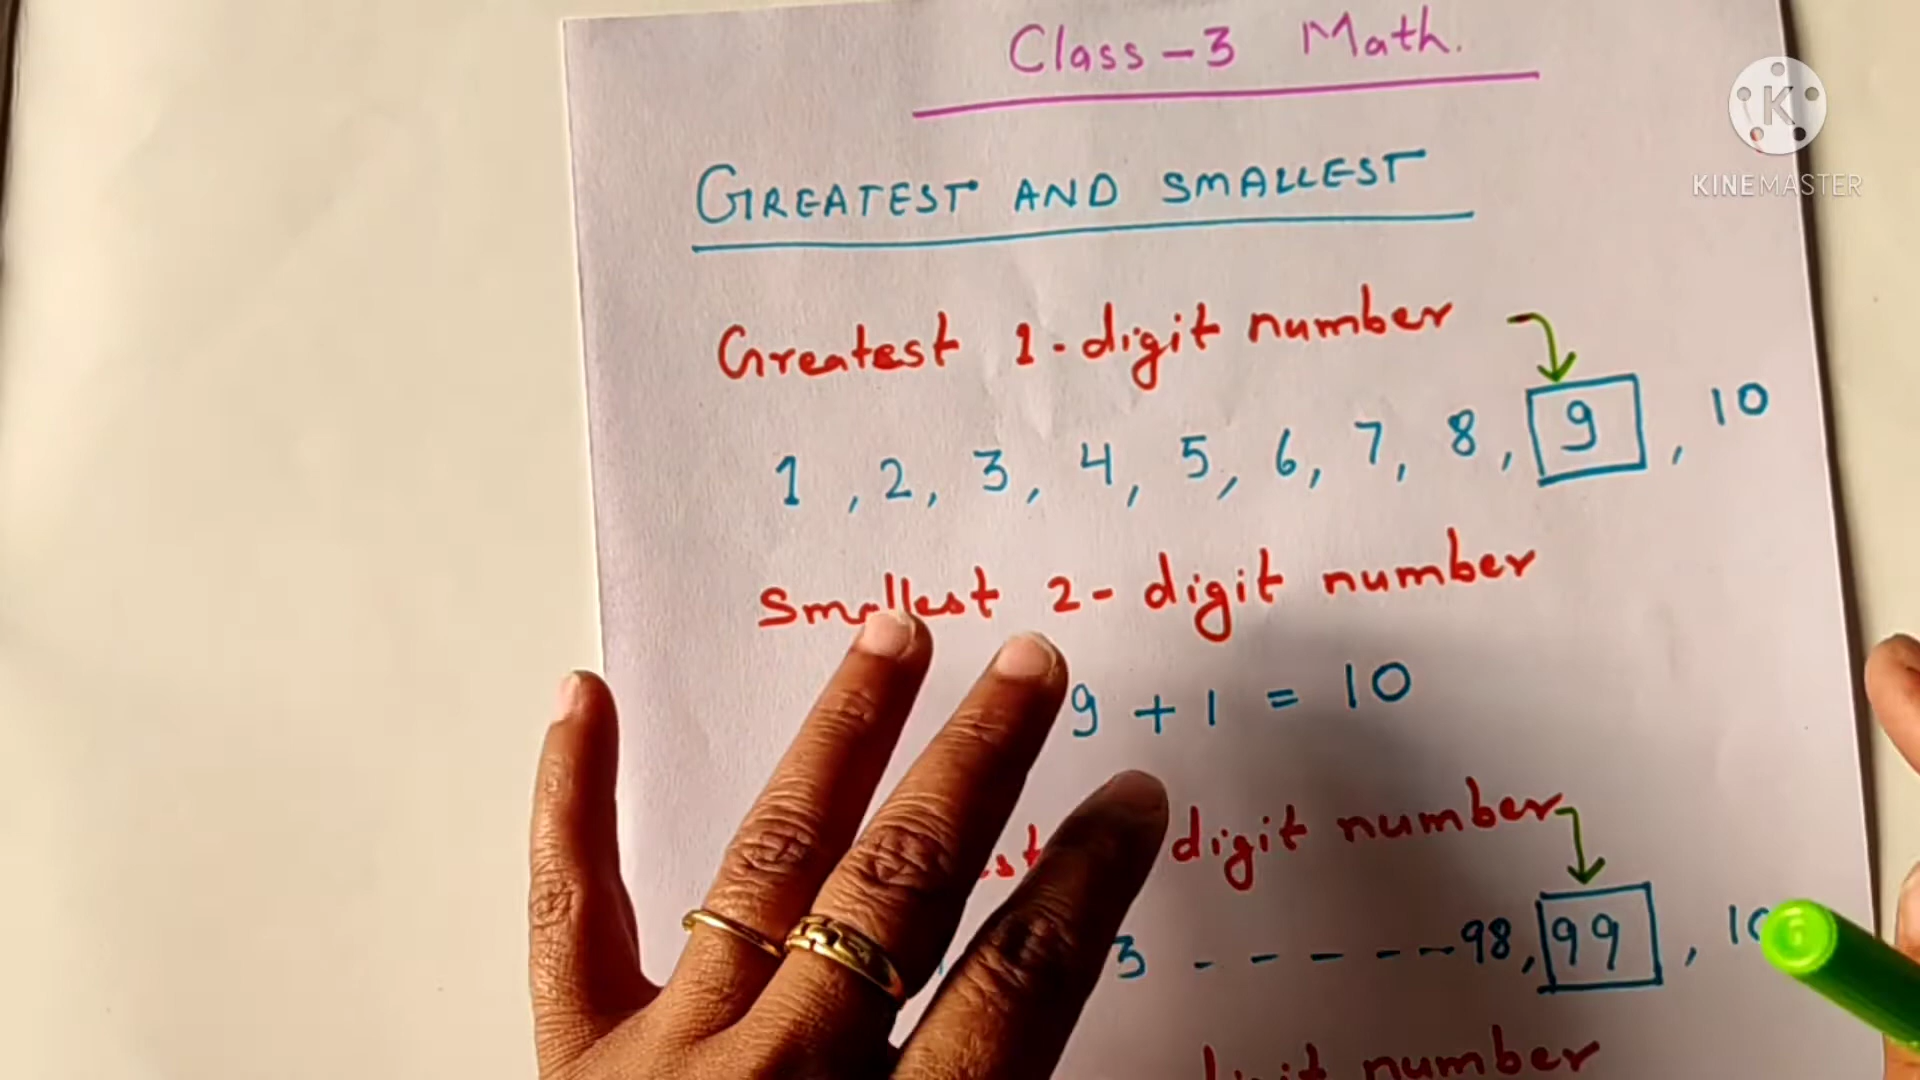 Class-3 Math.
KINEMASTER
GREATEST AND SMALLEST
Greatest 1-digit number
1, 2, 3, 4, 5, 6, 7, 8, 9, 10
Smallest 2-digit number
9 + 1 = 10
digit number
3 - - - - - 98, 99,
number